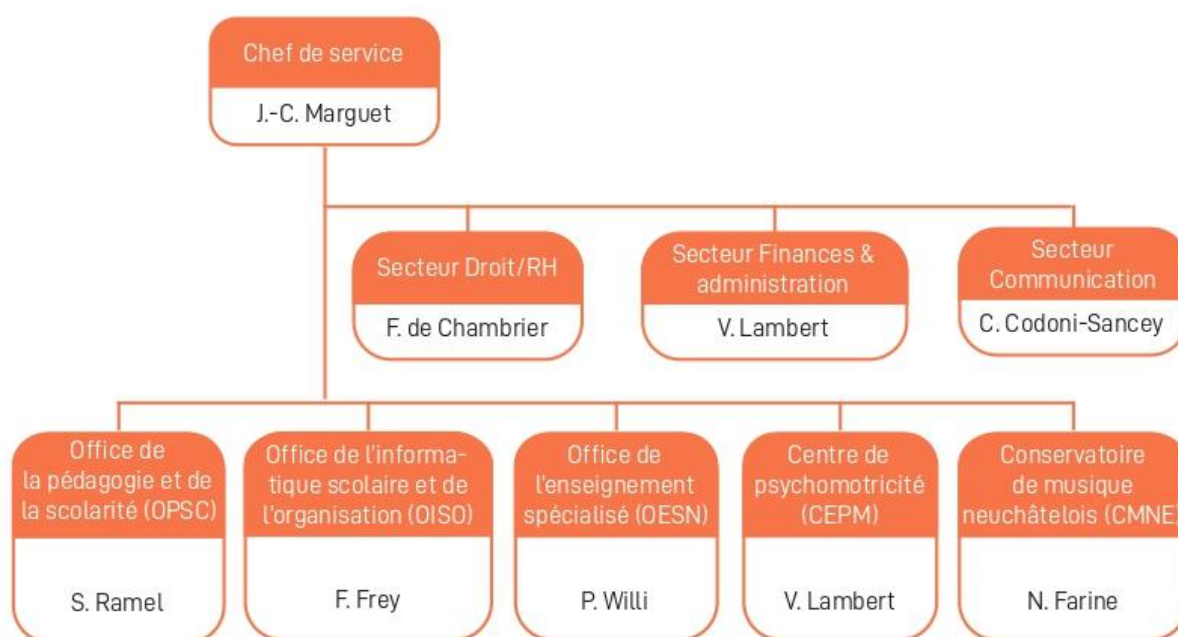 Chef de service
J.-C. Marguet
Secteur Droit/RH
F. de Chambrier
Secteur Finances &
administration
V. Lambert
Secteur
Communication
C. Codoni-Sancey
Office de
la pédagogie et de
la scolarité (OPSC)
S. Ramel
Office de l'informa-
tique scolaire et de
l'organisation (OISO)
F. Frey
Office de
l'enseignement
spécialisé (OESN)
P. Willi
Centre de
psychomotricité
(CEPM)
V. Lambert
Conservatoire
de musique
neuchâtelois (CMNE)
N. Farine